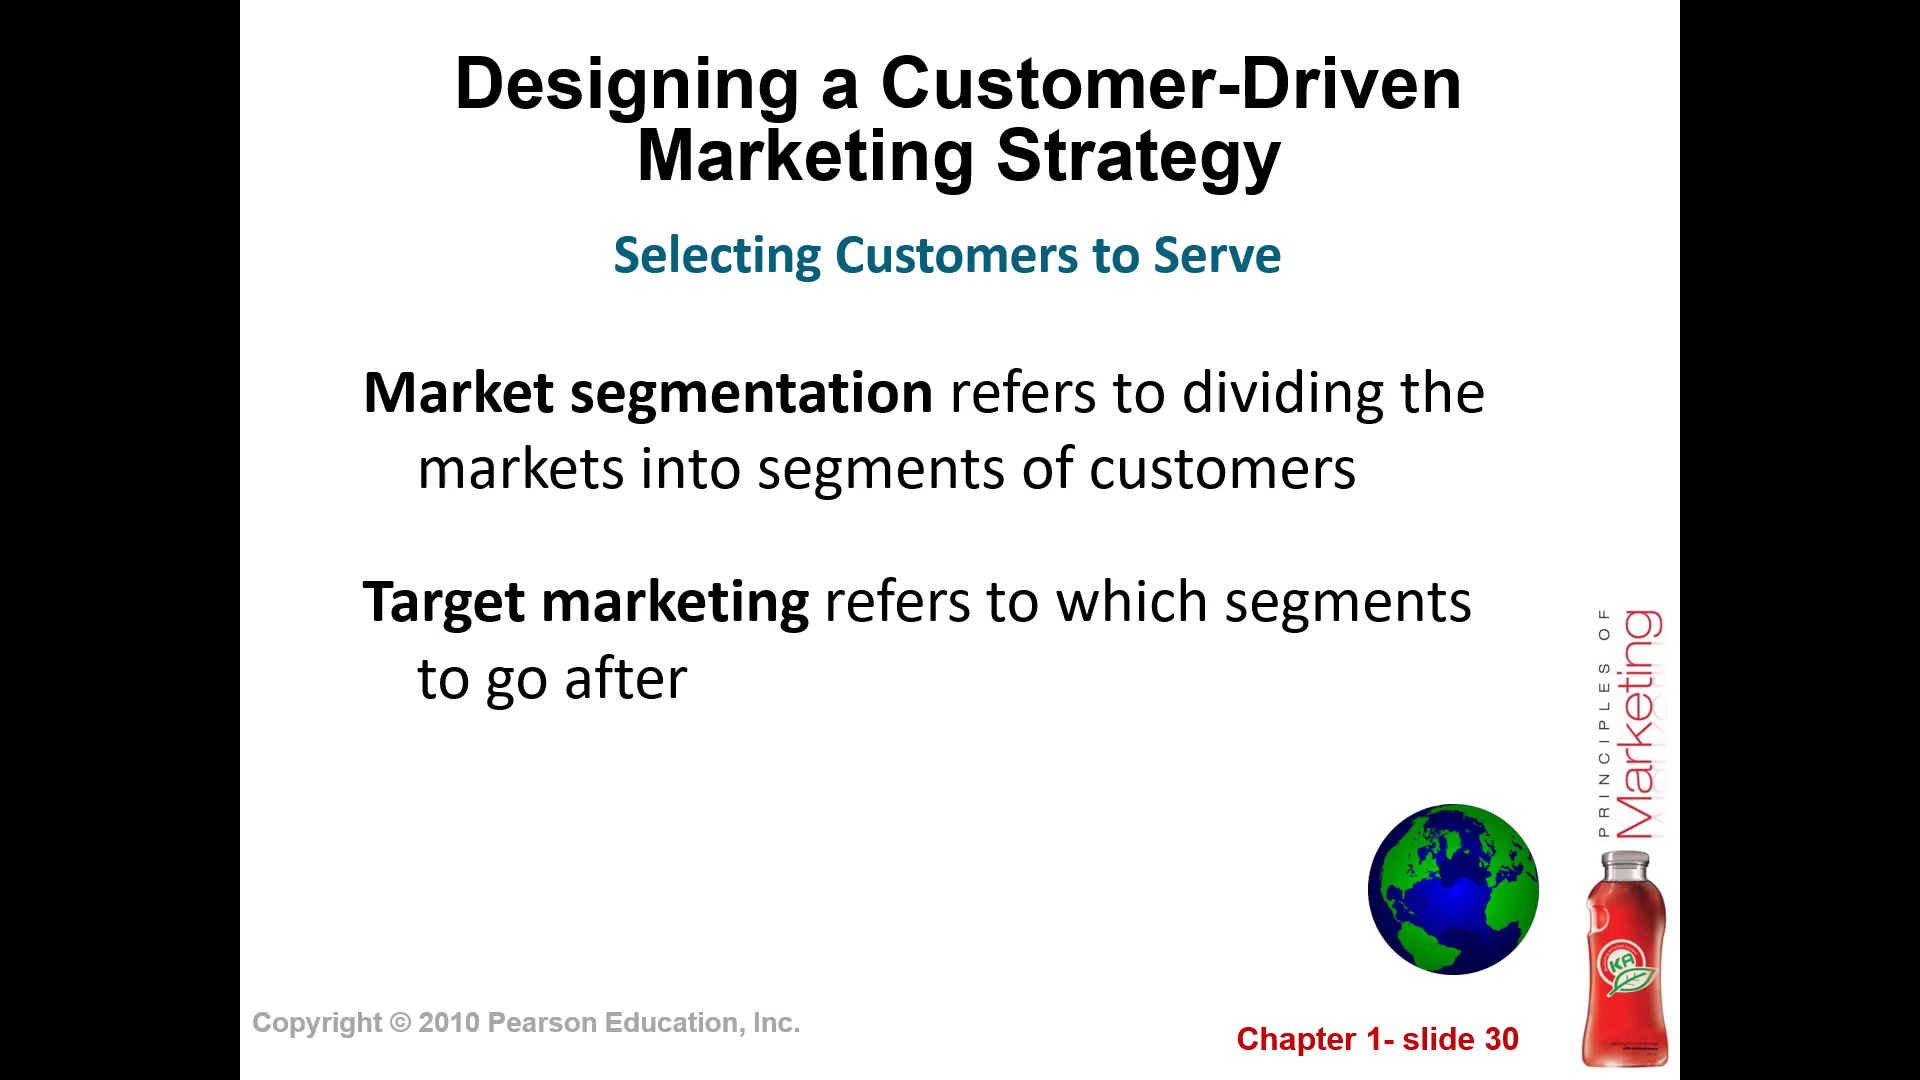 Designing a Customer-Driven
Marketing Strategy
Selecting Customers to Serve
Market segmentation refers to dividing the
markets into segments of customers
Target marketing refers to which segments
to go after
PRINCIPLES OF
Marketing
KA
Copyright © 2010 Pearson Education, Inc.
Chapter 1- slide 30